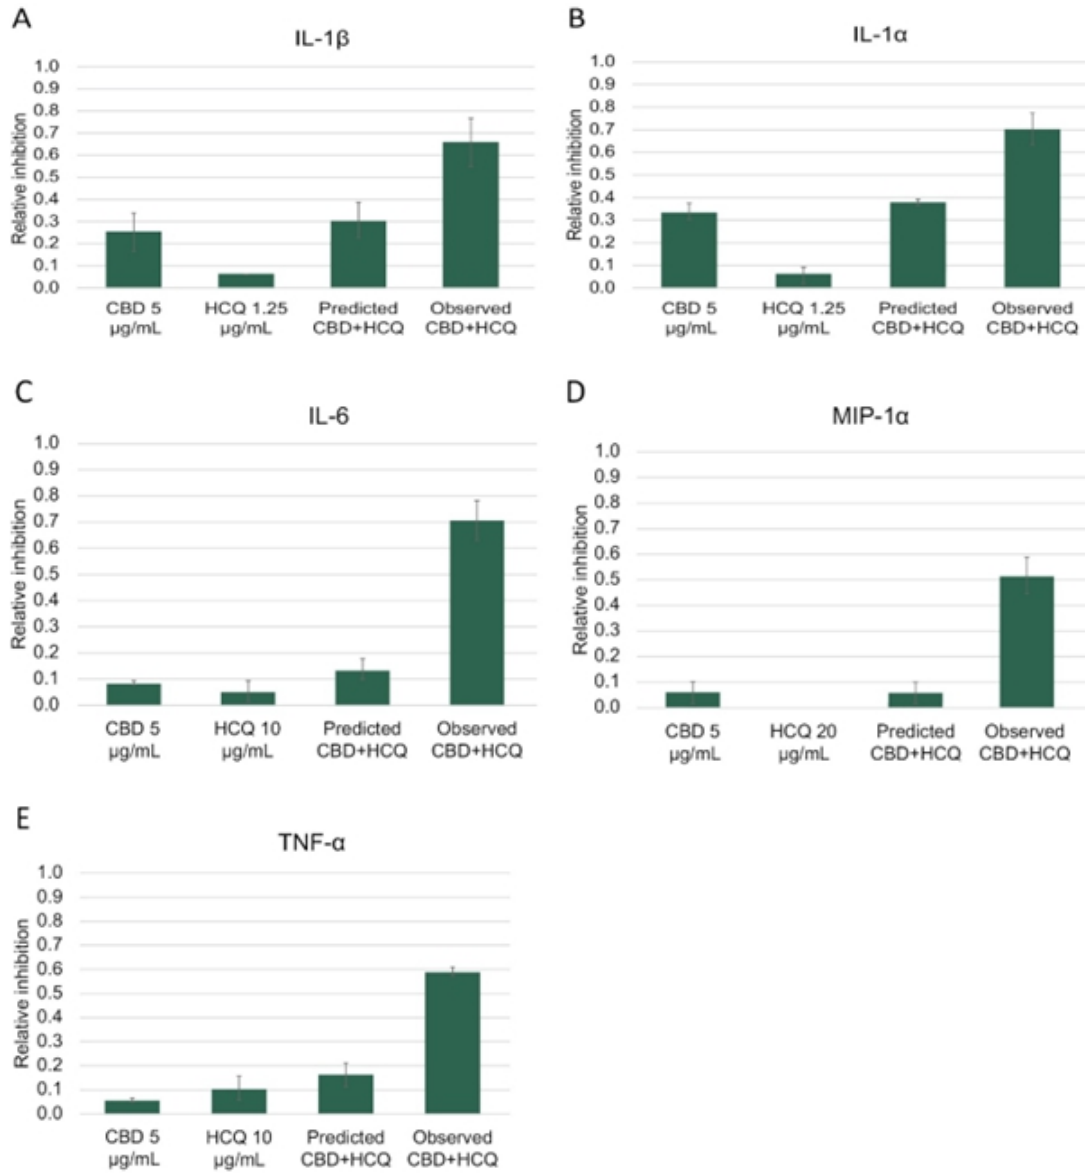 A
IL-1β
Relative inhibition
1.0
0.9
0.8
0.7
0.6
0.5
0.4
0.3
0.2
0.1
0.0
CBD 5 HCQ 1.25 Predicted Observed
μg/mL μg/mL CBD+HCQ CBD+HCQ
B
IL-1α
Relative inhibition
1.0
0.9
0.8
0.7
0.6
0.5
0.4
0.3
0.2
0.1
0.0
CBD 5 HCQ 1.25 Predicted Observed
μg/mL μg/mL CBD+HCQ CBD+HCQ
C
IL-6
Relative inhibition
1.0
0.9
0.8
0.7
0.6
0.5
0.4
0.3
0.2
0.1
0.0
CBD 5 HCQ 10 Predicted Observed
μg/mL μg/mL CBD+HCQ CBD+HCQ
D
MIP-1α
Relative inhibition
1.0
0.9
0.8
0.7
0.6
0.5
0.4
0.3
0.2
0.1
0.0
CBD 5 HCQ 20 Predicted Observed
μg/mL μg/mL CBD+HCQ CBD+HCQ
E
TNF-α
Relative inhibition
1.0
0.9
0.8
0.7
0.6
0.5
0.4
0.3
0.2
0.1
0.0
CBD 5 HCQ 10 Predicted Observed
μg/mL μg/mL CBD+HCQ CBD+HCQ